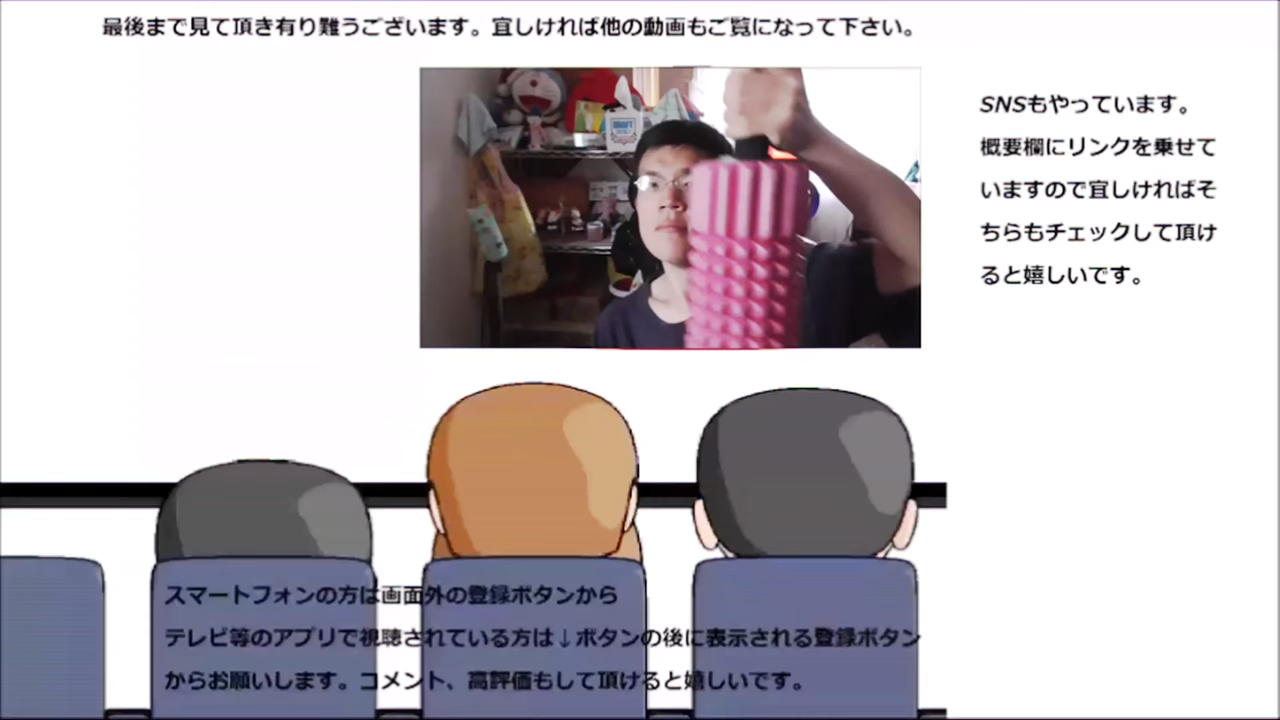 最後まで見て頂き有り難うございます。宜しければ他の動画もご覧になって下さい。
SNSもやっています。
概要欄にリンクを乗せて
いますので宜しければそ
ちらもチェックして頂け
ると嬉しいです。
スマートフォンの方は画面外の登録ボタンから
テレビ等のアプリで視聴されている方は↓ボタンの後に表示される登録ボタン
からお願いします。コメント、高評価もして頂けると嬉しいです。